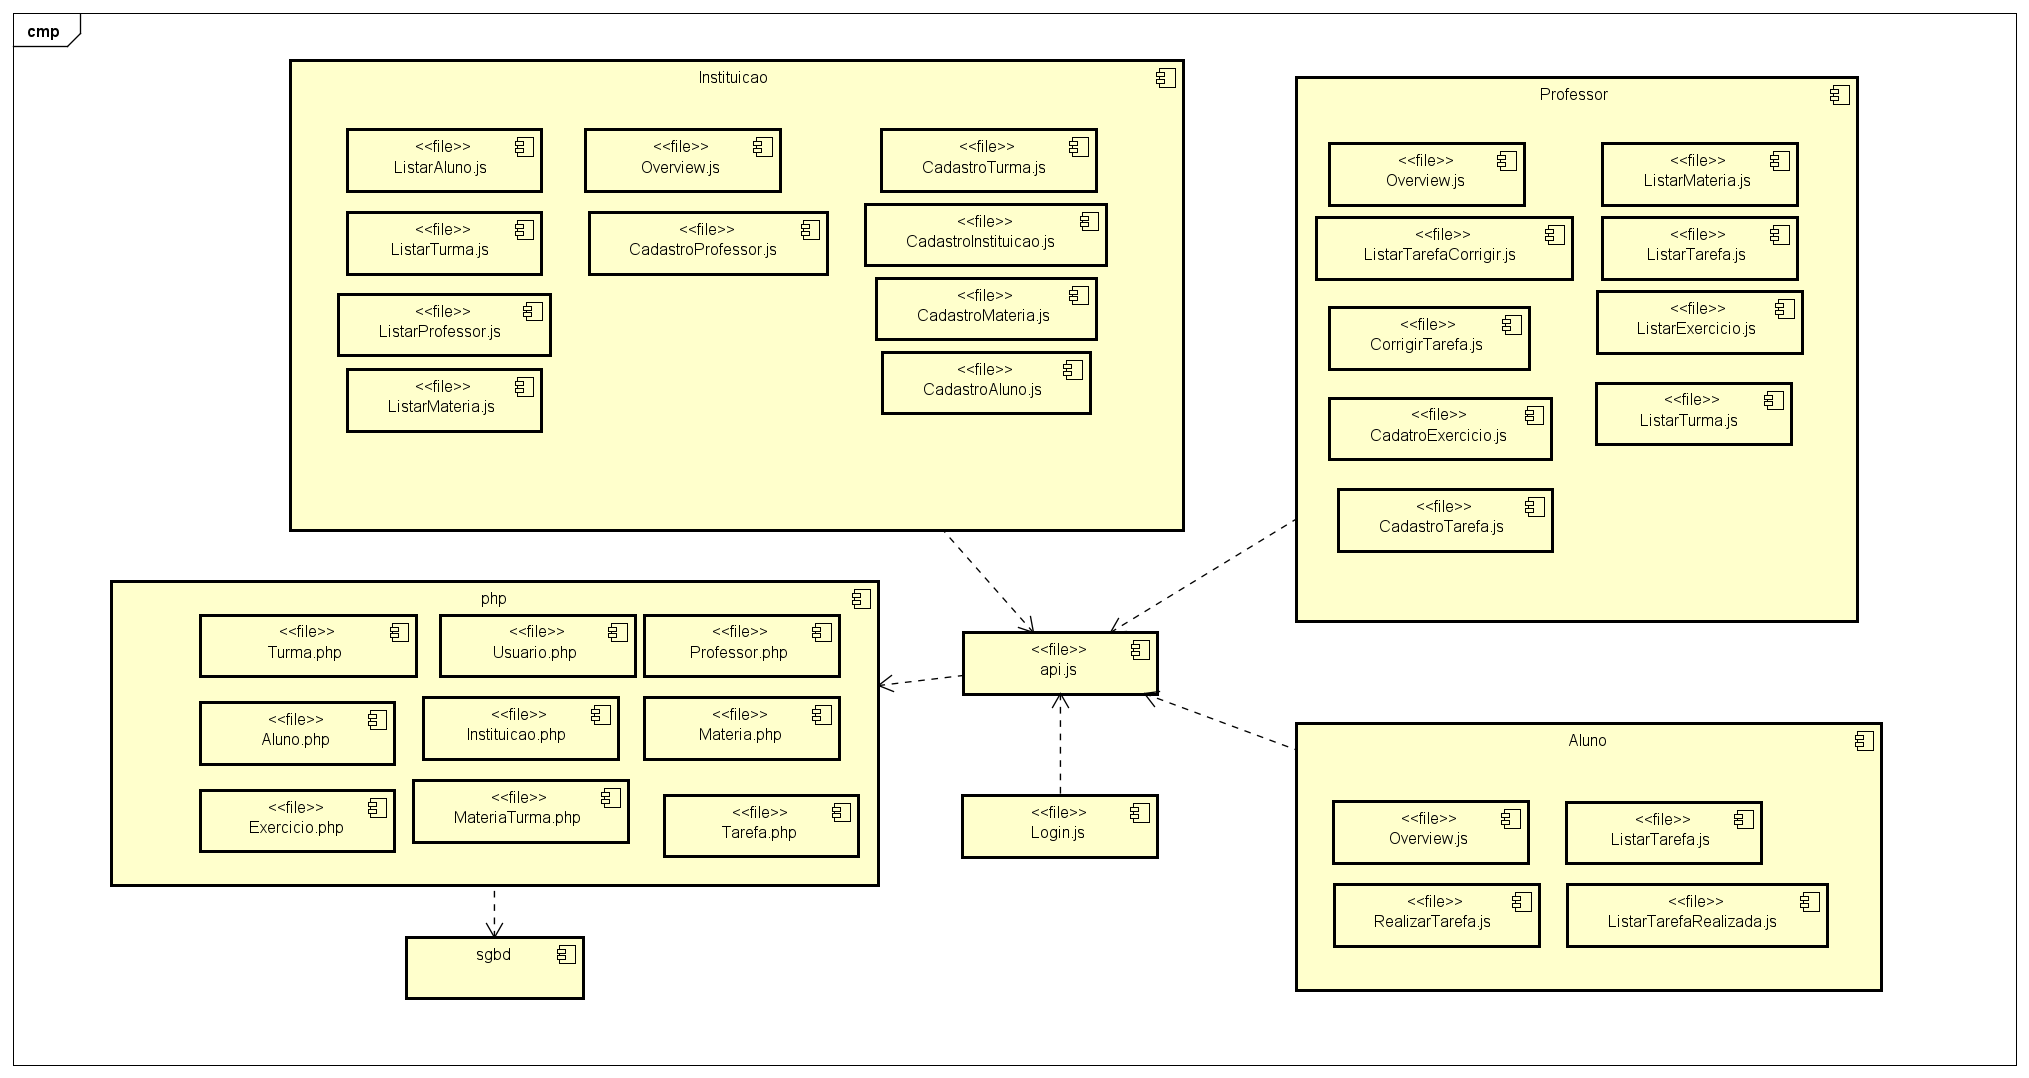 cmp
Instituicao
<<file>>
ListarAluno.js
<<file>>
Overview.js
<<file>>
CadastroTurma.js
<<file>>
ListarTurma.js
<<file>>
CadastroProfessor.js
<<file>>
CadastroInstituicao.js
<<file>>
ListarProfessor.js
<<file>>
CadastroMateria.js
<<file>>
ListarMateria.js
<<file>>
CadastroAluno.js
Professor
<<file>>
Overview.js
<<file>>
ListarMateria.js
<<file>>
ListarTarefaCorrigir.js
<<file>>
ListarTarefa.js
<<file>>
CorrigirTarefa.js
<<file>>
ListarExercicio.js
<<file>>
CadatroExercicio.js
<<file>>
ListarTurma.js
<<file>>
CadastroTarefa.js
php
<<file>>
Turma.php
<<file>>
Usuario.php
<<file>>
Professor.php
<<file>>
Aluno.php
<<file>>
Instituicao.php
<<file>>
Materia.php
<<file>>
Exercicio.php
<<file>>
MateriaTurma.php
<<file>>
Tarefa.php
<<file>>
api.js
<<file>>
Login.js
Aluno
<<file>>
Overview.js
<<file>>
ListarTarefa.js
<<file>>
RealizarTarefa.js
<<file>>
ListarTarefaRealizada.js
sgbd